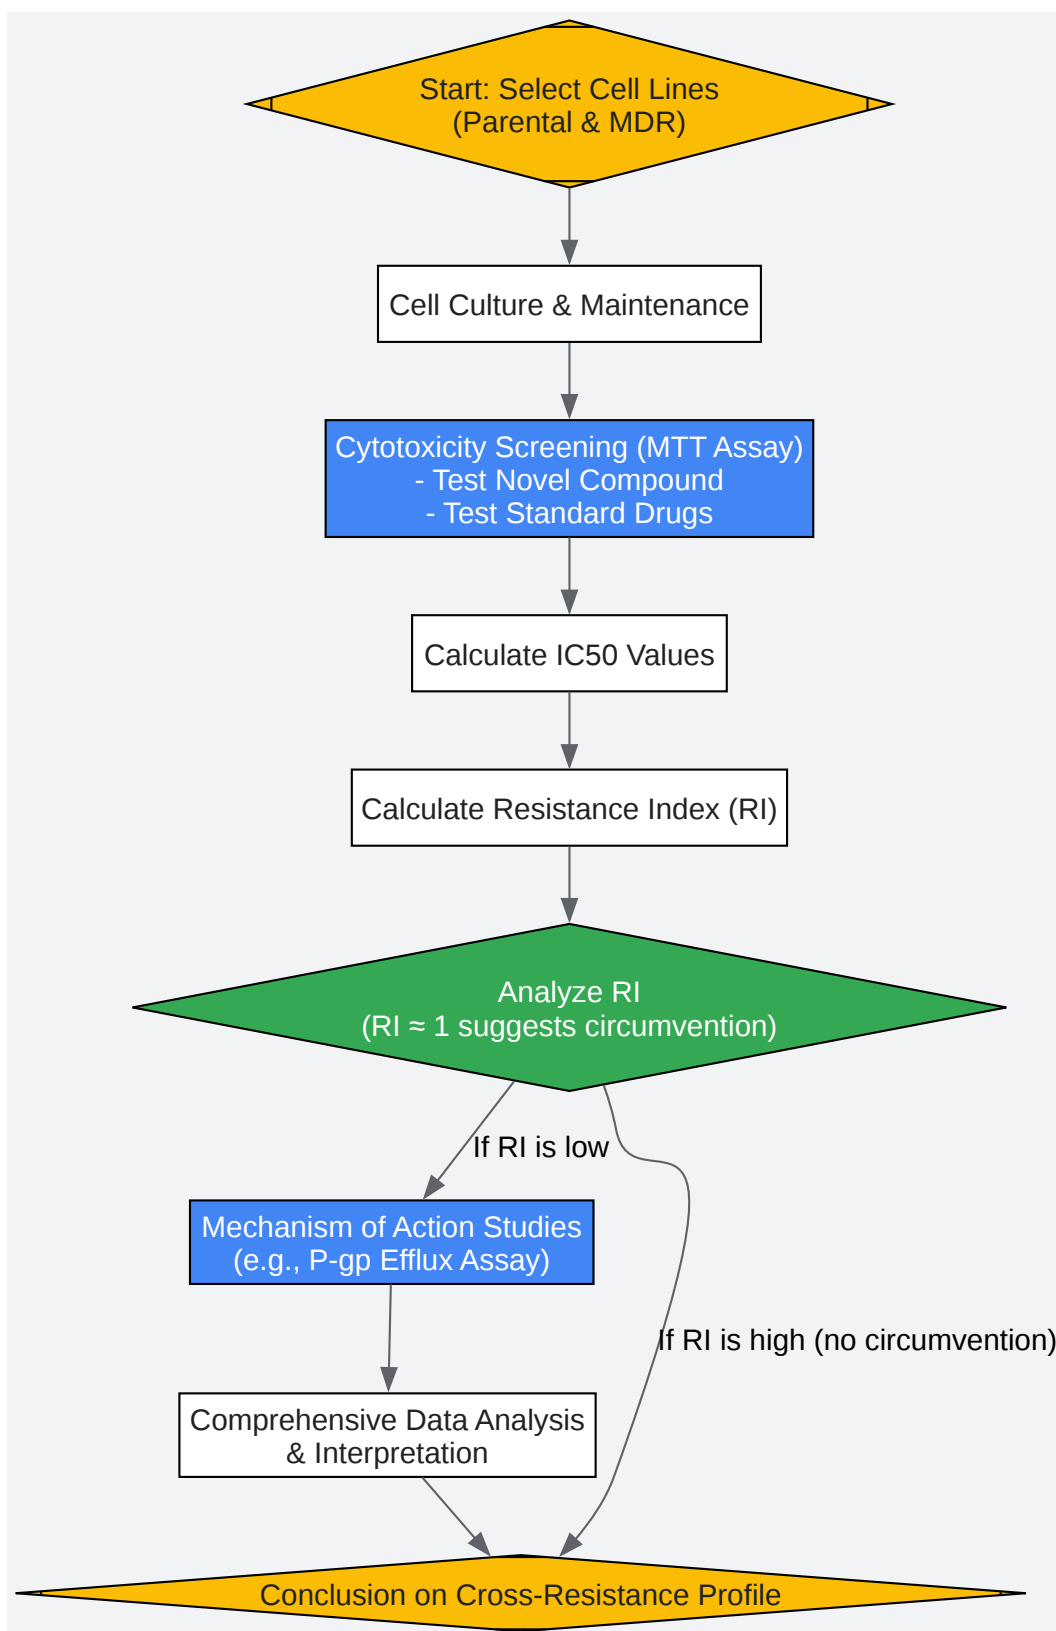 Start: Select Cell Lines
(Parental & MDR)
Cell Culture & Maintenance
Cytotoxicity Screening (MTT Assay)
- Test Novel Compound
- Test Standard Drugs
Calculate IC50 Values
Calculate Resistance Index (RI)
Analyze RI
(RI ≈ 1 suggests circumvention)
If RI is low
Mechanism of Action Studies
(e.g., P-gp Efflux Assay)
If RI is high (no circumvention)
Comprehensive Data Analysis
& Interpretation
Conclusion on Cross-Resistance Profile